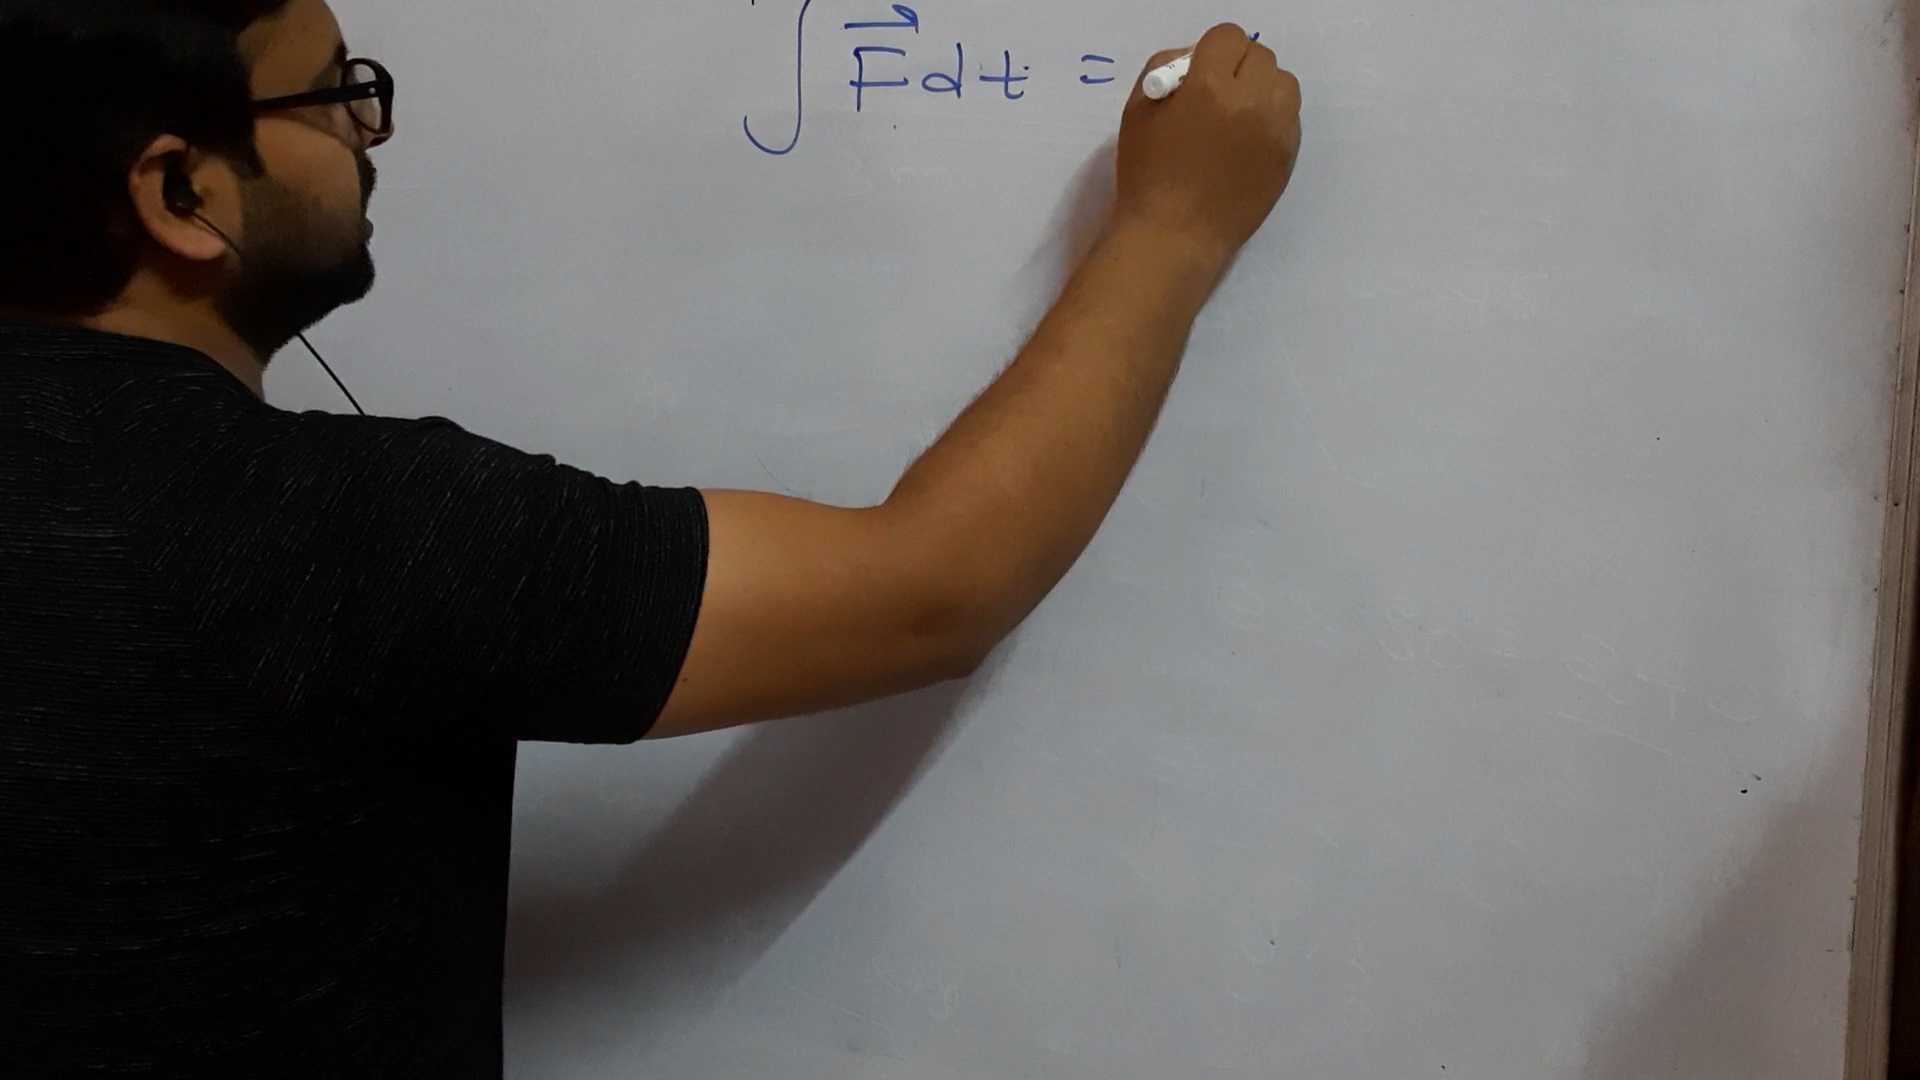 ∫ F⃗ dt =